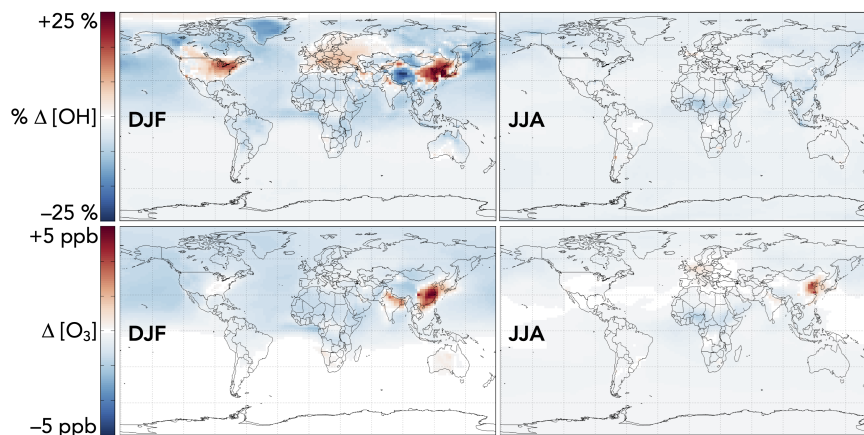 +25 %
% Δ [OH]
−25 %
DJF
JJA
+5 ppb
Δ [O₃]
−5 ppb
DJF
JJA